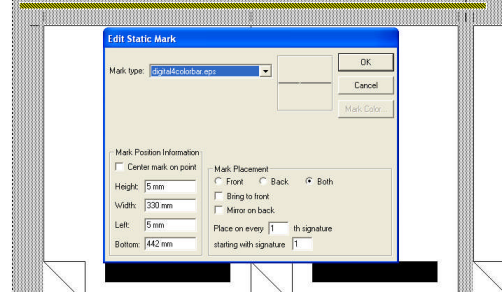 Edit Static Mark
Mark type: digital4colorbar.eps
OK
Cancel
Mark Color...
Mark Position Information
Center mark on point
Height: 5 mm
Width: 330 mm
Left: 5 mm
Bottom: 442 mm
Mark Placement
Front Back Both
Bring to front
Mirror on back
Place on every 1 th signature
starting with signature 1